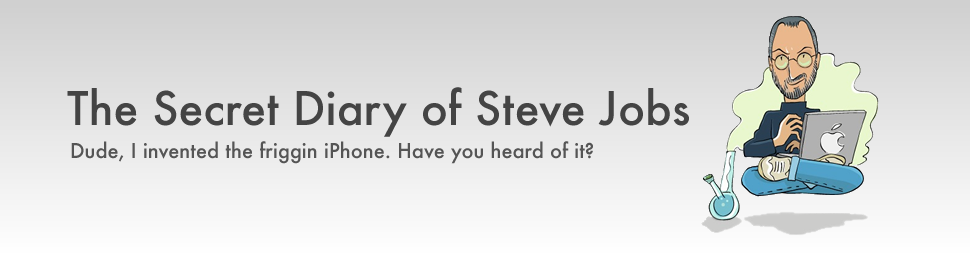 The Secret Diary of Steve Jobs
Dude, I invented the friggin iPhone. Have you heard of it?